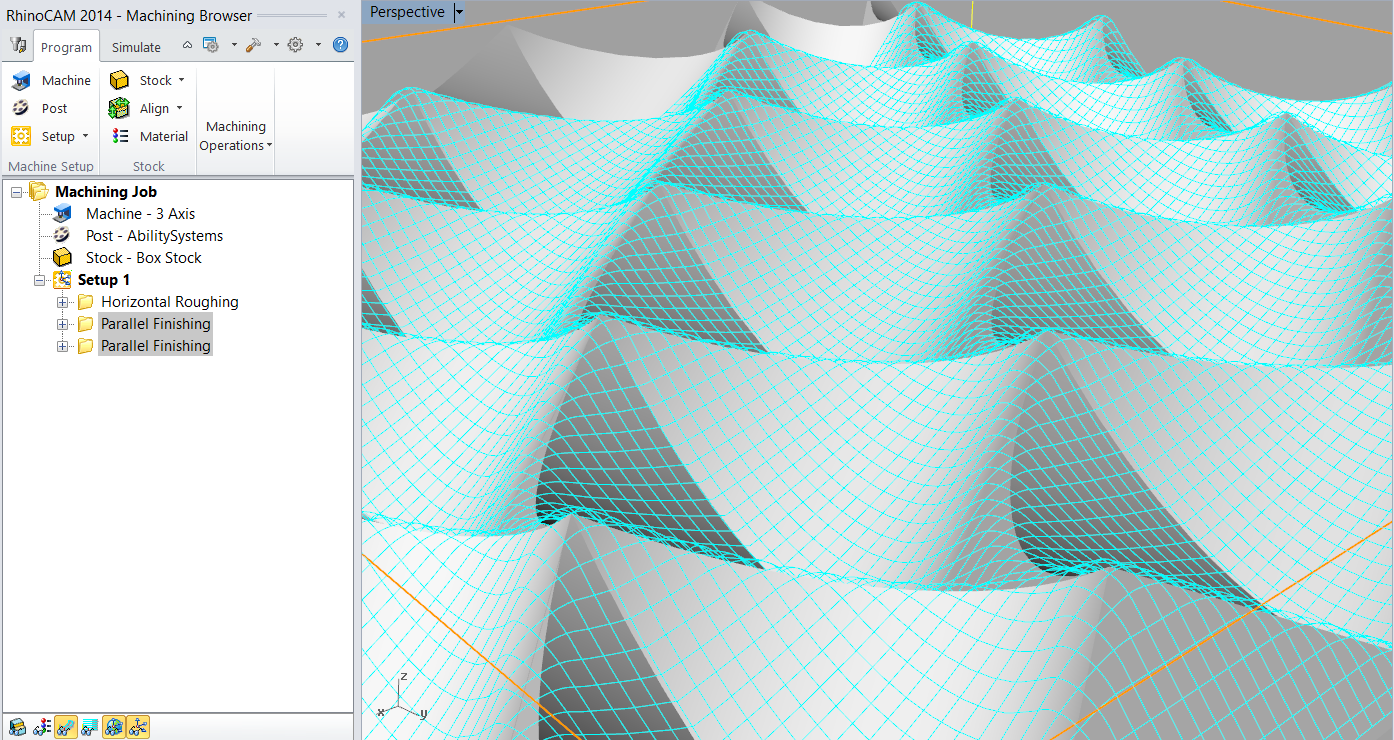 RhinoCAM 2014 - Machining Browser
Perspective
Program
Simulate
Machine
Stock
Post
Align
Setup
Material
Machining
Operations
Machine Setup
Stock
Machining Job
Machine - 3 Axis
Post - AbilitySystems
Stock - Box Stock
Setup 1
Horizontal Roughing
Parallel Finishing
Parallel Finishing
z
x
y